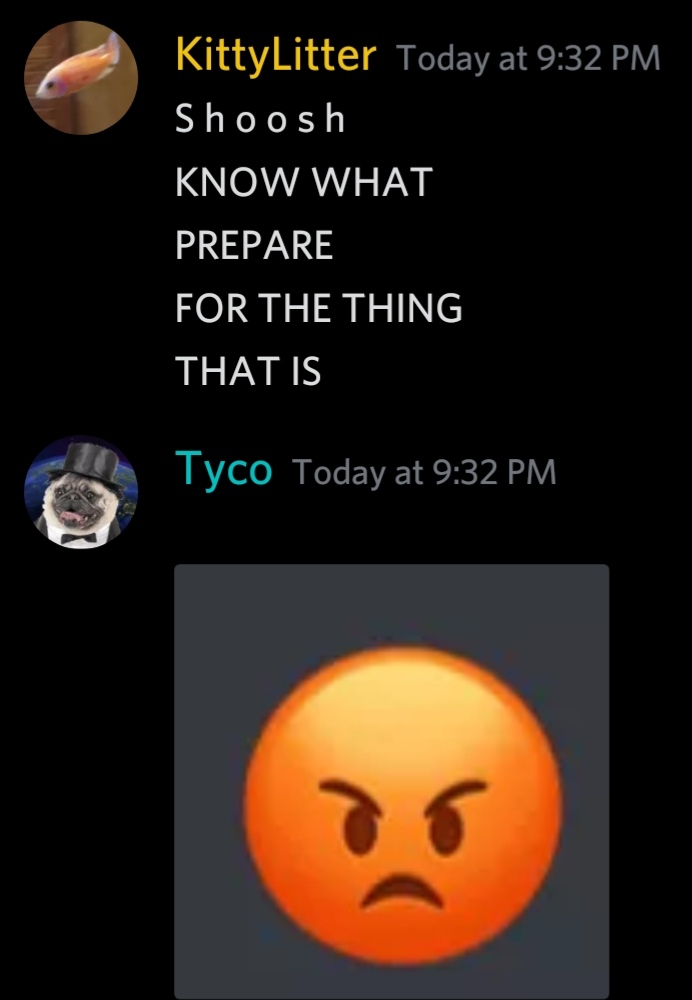 KittyLitter Today at 9:32 PM
S h o o s h
KNOW WHAT
PREPARE
FOR THE THING
THAT IS
Tyco Today at 9:32 PM